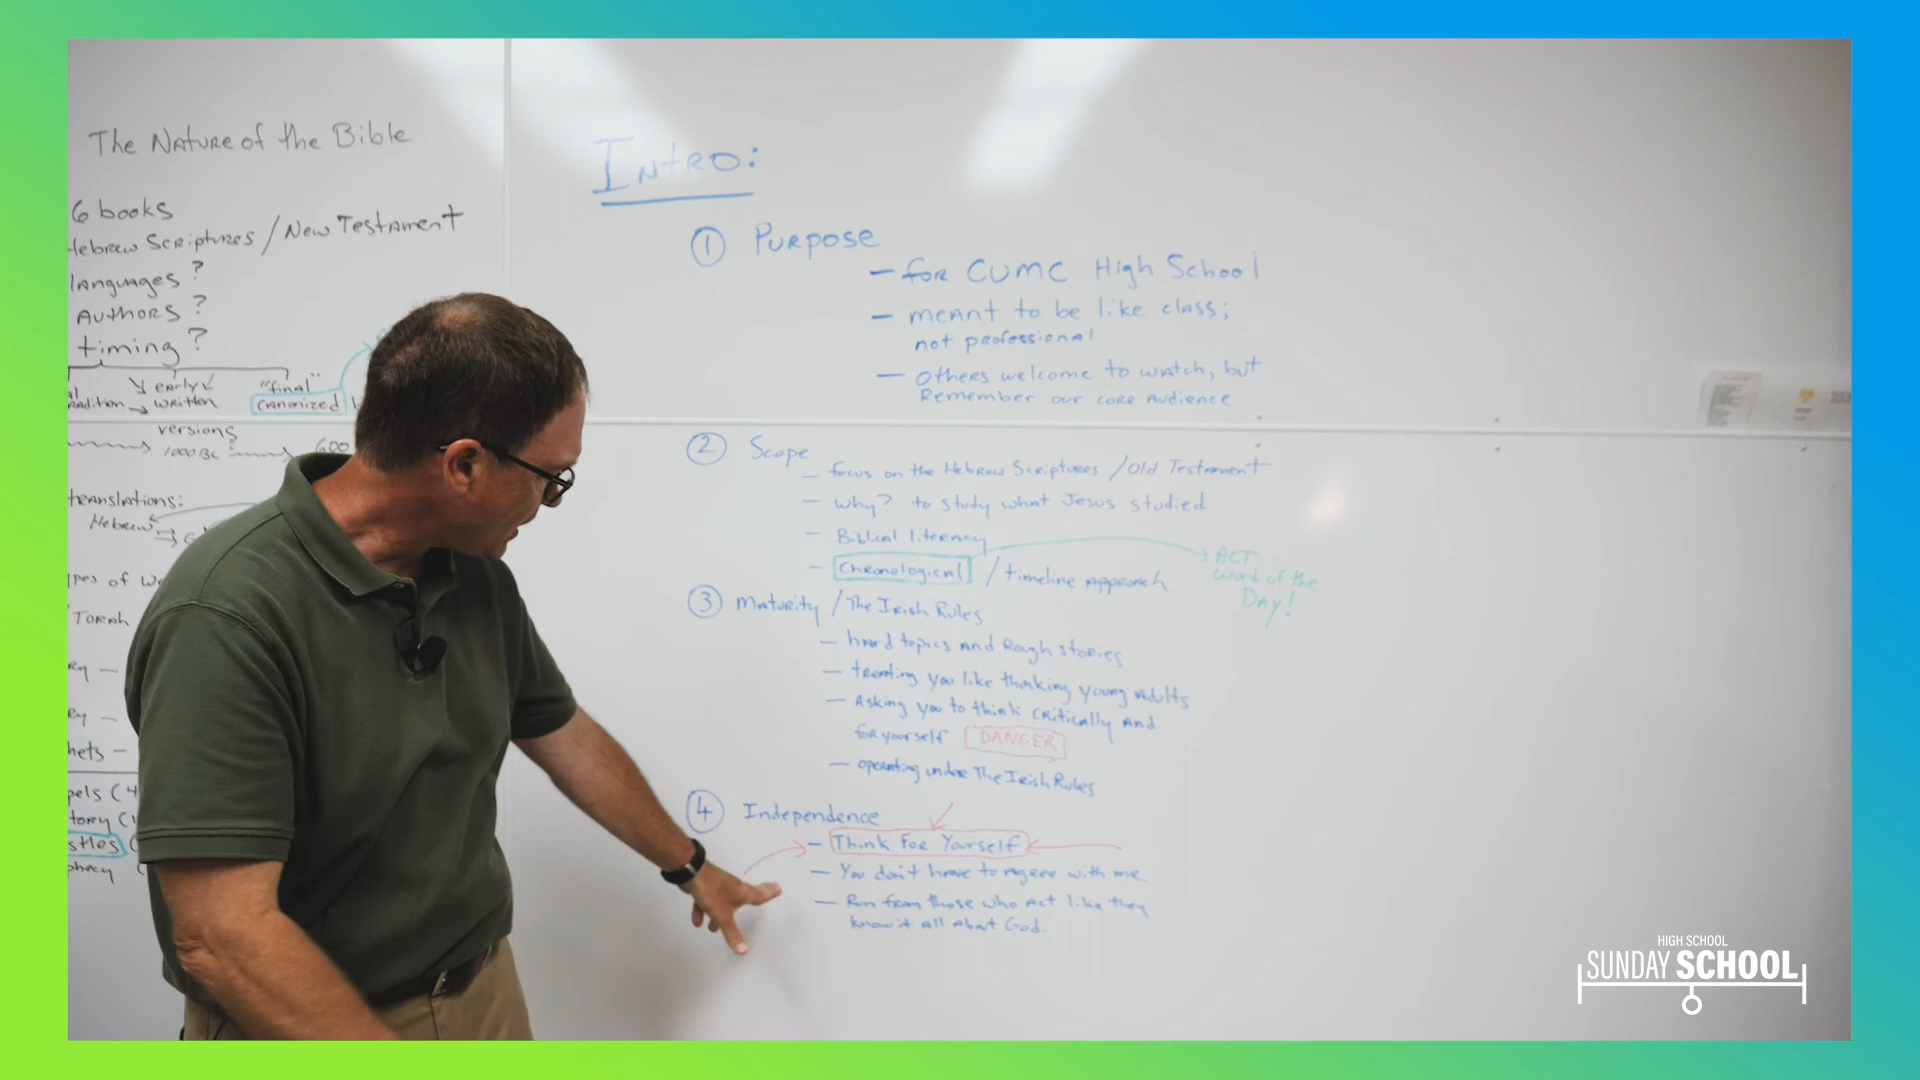 The Nature of the Bible
6 books
Hebrew Scriptures / New Testament
languages ?
Authors ?
timing ?
early
"final"
written
canonized
versions
1000 BC
600
translations:
Hebrew
Torah
Intro:
1 Purpose
– for CUMC High School
– meant to be like class;
not professional
– others welcome to watch, but
Remember our core audience
2 Scope
– focus on the Hebrew Scriptures / Old Testament
– why? to study what Jesus studied
– Biblical literacy
– Chronological / timeline approach
ACT
word of the
Day!
3 Maturity / The Irish Rules
– hard topics and rough stories
– treating you like thinking young adults
– Asking you to think critically and
for yourself DANGER
– operating under The Irish Rules
4 Independence
– Think For Yourself
– You don't have to agree with me
– Run from those who act like they
know it all about God.
HIGH SCHOOL
SUNDAY SCHOOL